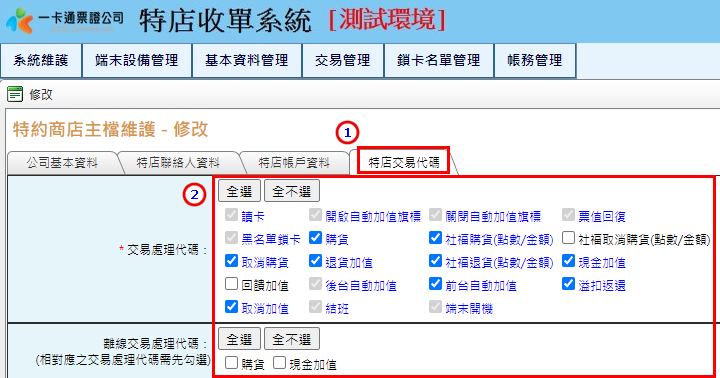 一卡通票證公司 特店收單系統 [測試環境]
系統維護 端末設備管理 基本資料管理 交易管理 鎖卡名單管理 帳務管理
修改
特約商店主檔維護 - 修改
1
公司基本資料 特店聯絡人資料 特店帳戶資料 特店交易代碼
2
全選 全不選
讀卡 開啟自動加值旗標 關閉自動加值旗標 票值回復
黑名單鎖卡 購貨 社福購貨(點數/金額) 社福取消購貨(點數/金額)
* 交易處理代碼：
取消購貨 退貨加值 社福退貨(點數/金額) 現金加值
回饋加值 後台自動加值 前台自動加值 溢扣返還
取消加值 結班 端末開機
離線交易處理代碼：
(相對應之交易處理代碼需先勾選)
全選 全不選
購貨 現金加值